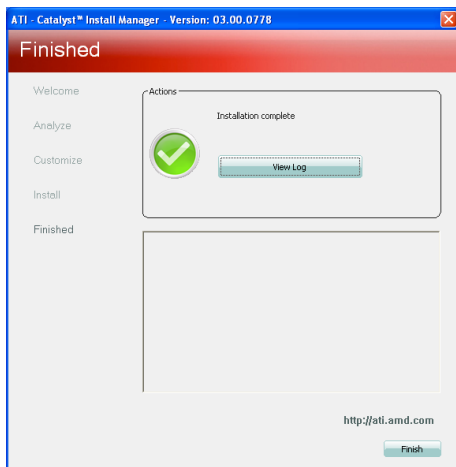 ATI - Catalyst™ Install Manager - Version: 03.00.0778
Finished
Welcome
Analyze
Customize
Install
Finished
Actions
Installation complete
View Log
http://ati.amd.com
Finish